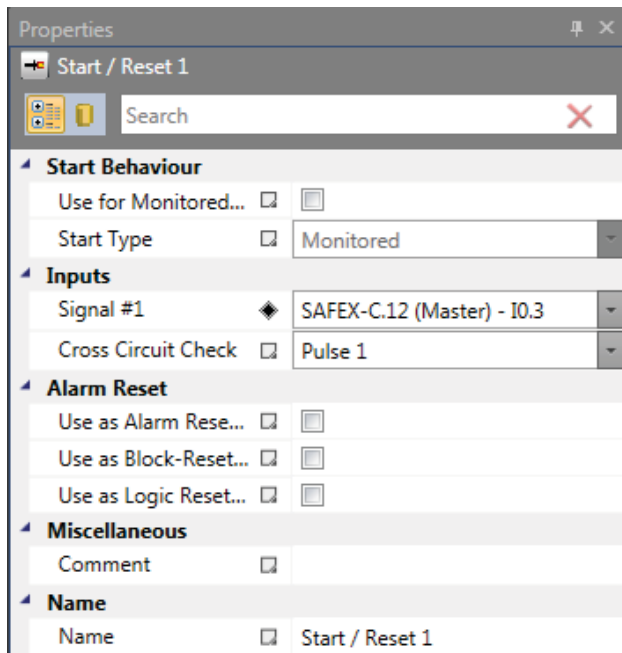 Properties
Start / Reset 1
Search
Start Behaviour
Use for Monitored...
Start Type Monitored
Inputs
Signal #1 SAFEX-C.12 (Master) - I0.3
Cross Circuit Check Pulse 1
Alarm Reset
Use as Alarm Rese...
Use as Block-Reset...
Use as Logic Reset...
Miscellaneous
Comment
Name
Name Start / Reset 1